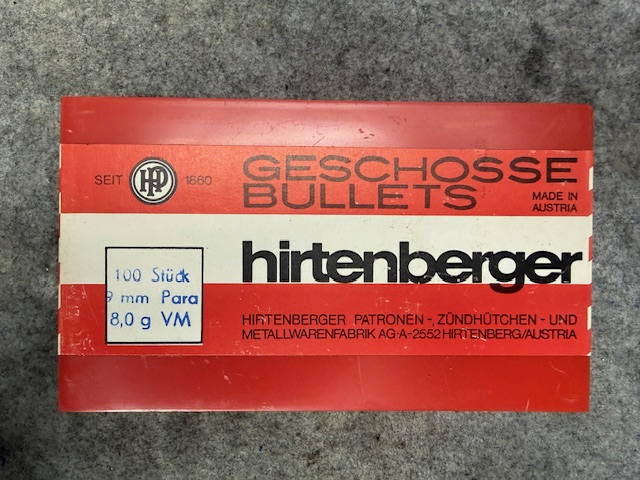 SEIT HP 1860
GESCHOSSE
BULLETS
MADE IN
AUSTRIA
hirtenberger
100 Stück
9 mm Para
8,0 g VM
HIRTENBERGER PATRONEN-, ZÜNDHÜTCHEN- UND
METALLWARENFABRIK AG·A-2552 HIRTENBERG/AUSTRIA